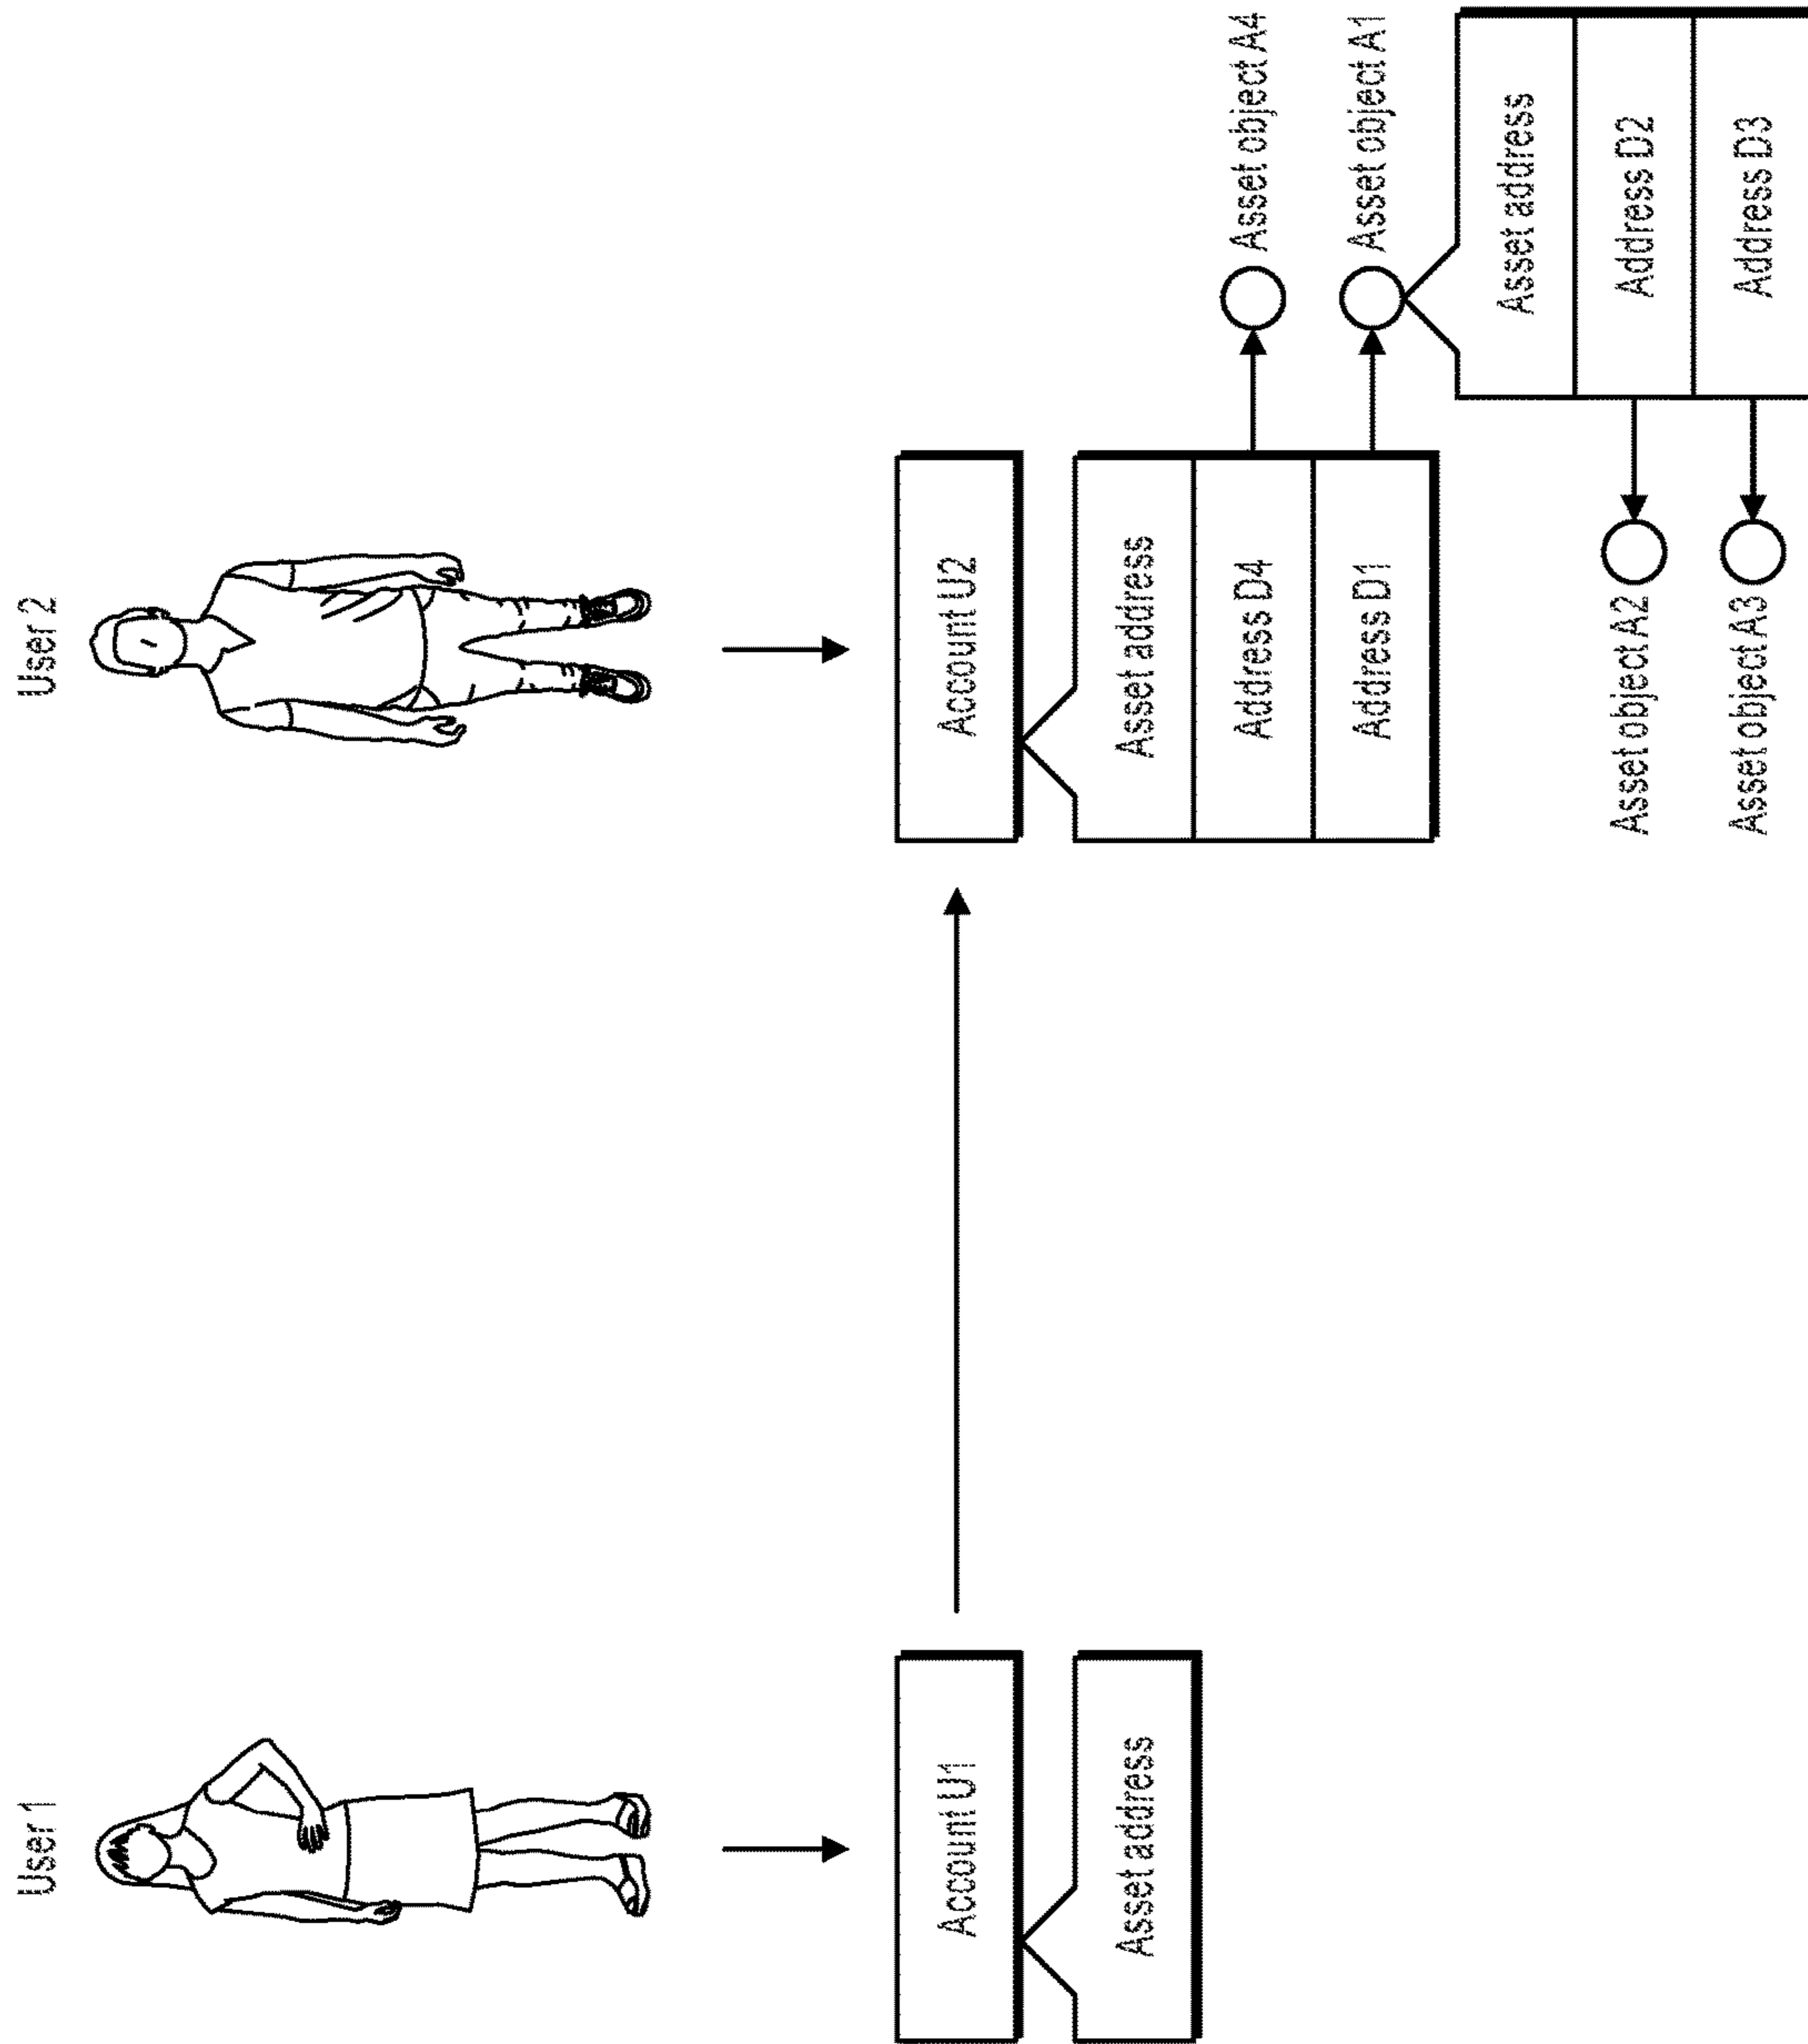 User 1
User 2
Account U1
Account U2
Asset address
Asset address
Address D4
Asset object A4
Address D1
Asset object A1
Asset address
Asset object A2
Address D2
Asset object A3
Address D3